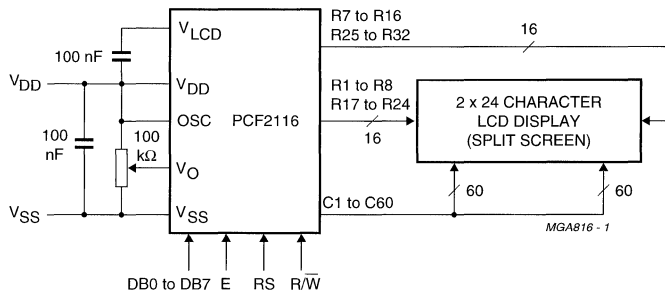 R7 to R16
R25 to R32
16
V_LCD
100 nF
V_DD
V_DD
R1 to R8
R17 to R24
16
2 x 24 CHARACTER
LCD DISPLAY
(SPLIT SCREEN)
OSC
PCF2116
100
nF
100
kΩ
V_O
60
60
V_SS
V_SS
C1 to C60
MGA816 - 1
DB0 to DB7
E
RS
R/W̅